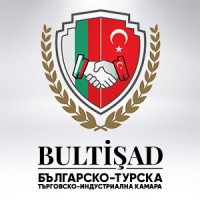 BULTİŞAD
БЪЛГАРСКО-ТУРСКА
ТЪРГОВСКО-ИНДУСТРИАЛНА КАМАРА